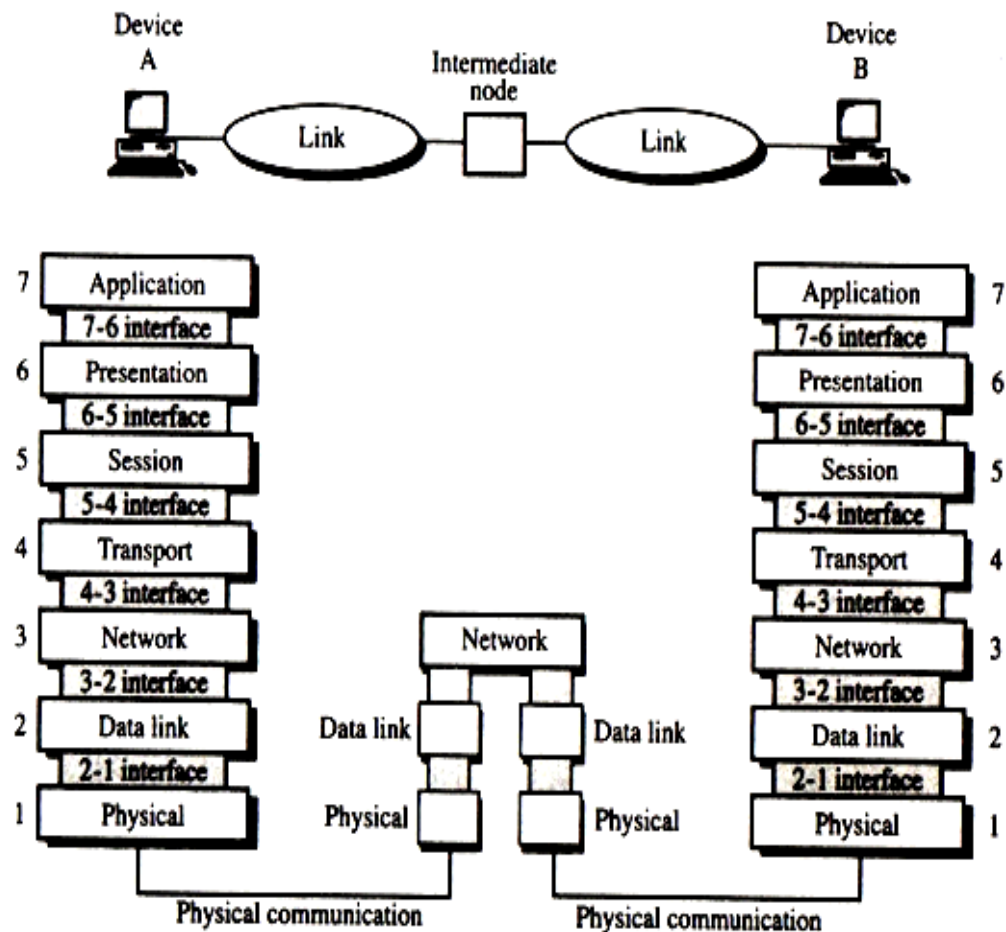 Device
A
Intermediate
node
Device
B
Link
Link
7 Application
7-6 interface
6 Presentation
6-5 interface
5 Session
5-4 interface
4 Transport
4-3 interface
3 Network
3-2 interface
2 Data link
2-1 interface
1 Physical
Network
Data link
Data link
Physical
Physical
Application 7
7-6 interface
Presentation 6
6-5 interface
Session 5
5-4 interface
Transport 4
4-3 interface
Network 3
3-2 interface
Data link 2
2-1 interface
Physical 1
Physical communication
Physical communication